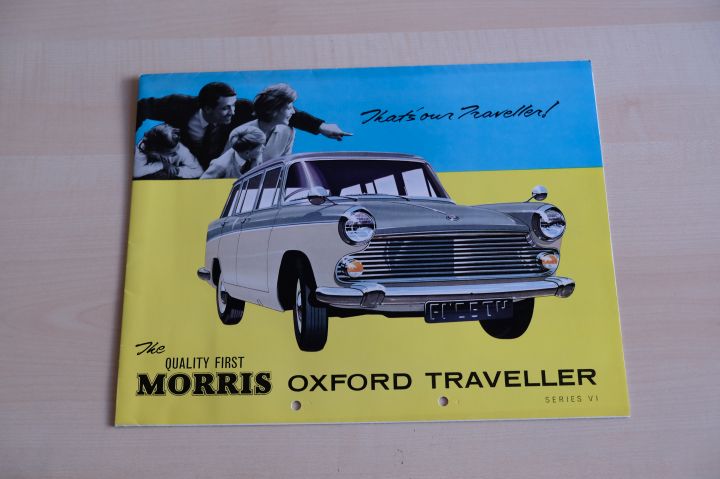 That's our Traveller!
The
QUALITY FIRST
MORRIS OXFORD TRAVELLER
SERIES VI